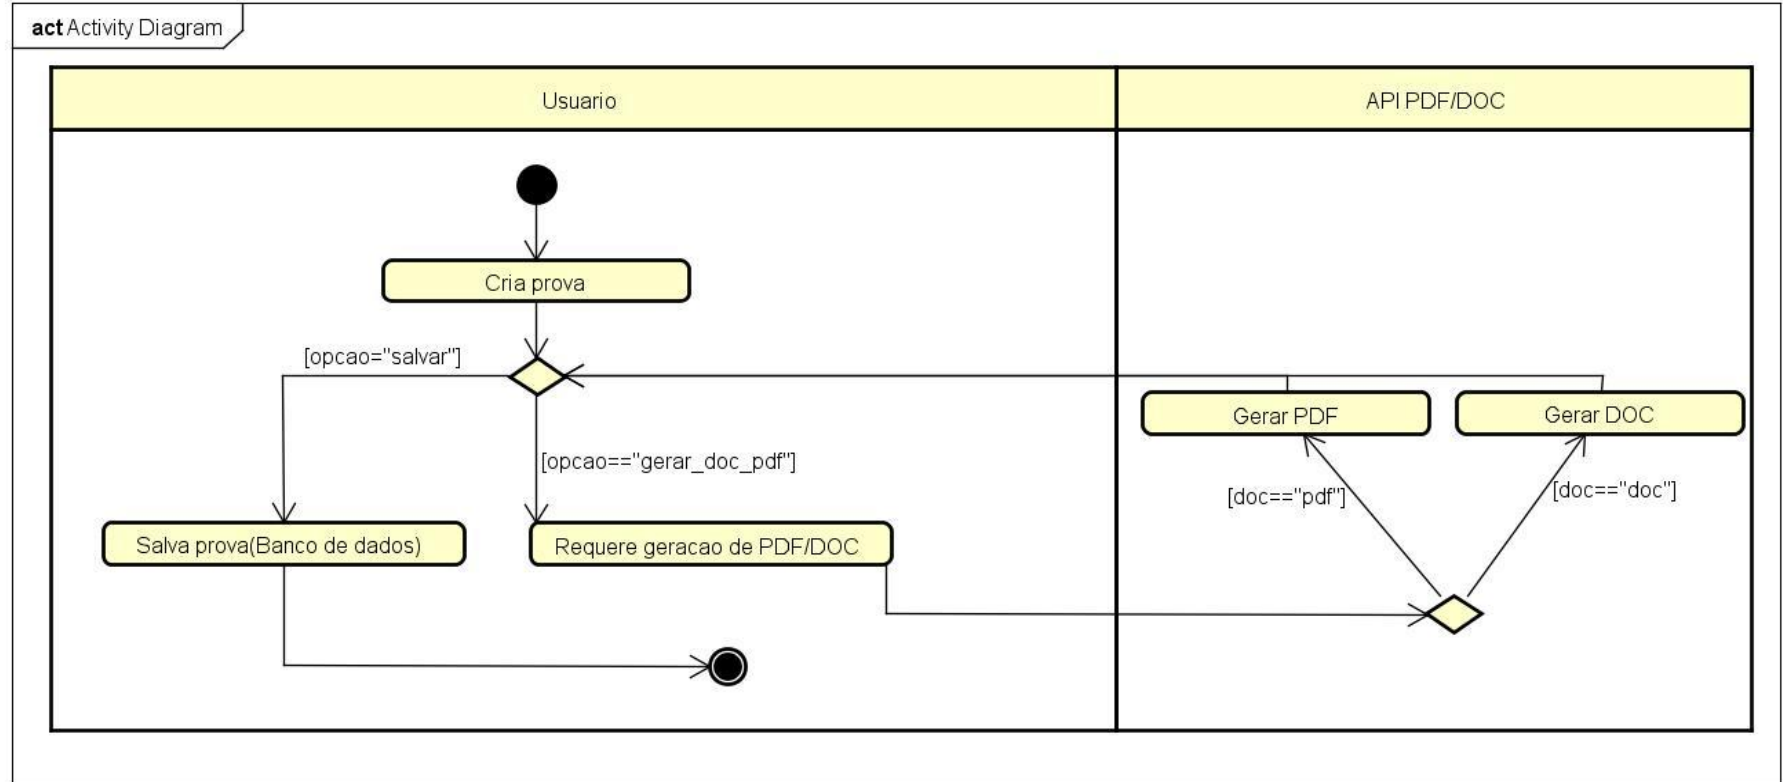 act Activity Diagram
Usuario
API PDF/DOC
Cria prova
[opcao="salvar"]
Gerar PDF
Gerar DOC
[opcao=="gerar_doc_pdf"]
[doc=="pdf"]
[doc=="doc"]
Salva prova(Banco de dados)
Requere geracao de PDF/DOC